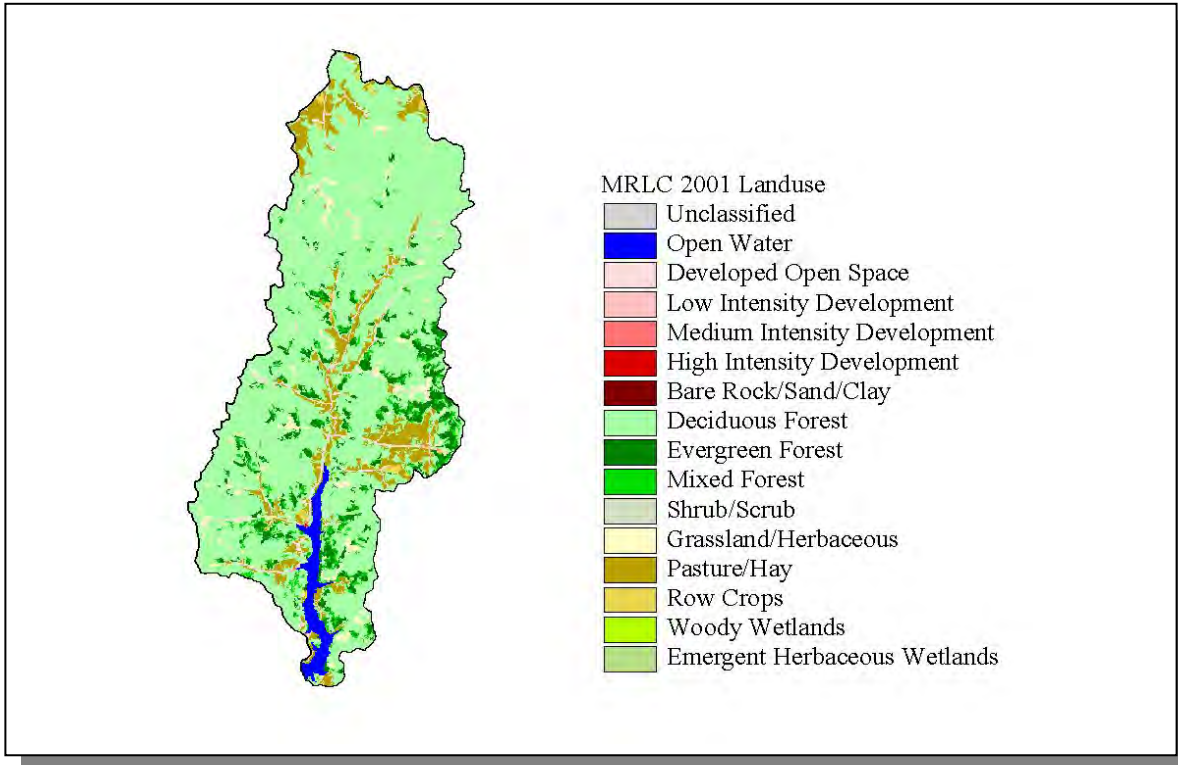 MRLC 2001 Landuse
Unclassified
Open Water
Developed Open Space
Low Intensity Development
Medium Intensity Development
High Intensity Development
Bare Rock/Sand/Clay
Deciduous Forest
Evergreen Forest
Mixed Forest
Shrub/Scrub
Grassland/Herbaceous
Pasture/Hay
Row Crops
Woody Wetlands
Emergent Herbaceous Wetlands